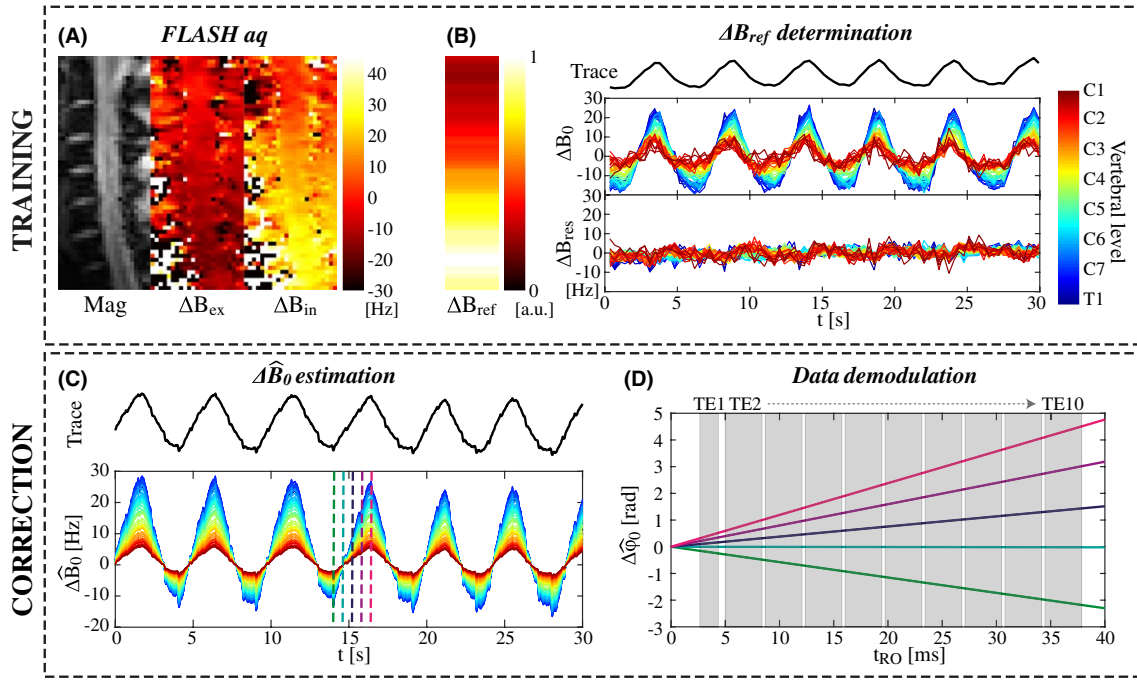 TRAINING
(A) FLASH aq
40
30
20
10
0
-10
-20
-30
[Hz]
Mag ΔBex ΔBin
(B) ΔBref determination
1
0
ΔBref [a.u.]
Trace
30
20
10
0
-10
ΔB0
30
20
10
0
-10
ΔBres
[Hz]
0 5 10 15 20 25 30
t [s]
C1
C2
C3
C4
C5
C6
C7
T1
Vertebral level
CORRECTION
(C) ΔB̂0 estimation
Trace
30
20
10
0
-10
-20
ΔB̂0 [Hz]
0 5 10 15 20 25 30
t [s]
(D) Data demodulation
TE1 TE2 TE10
5
4
3
2
1
0
-1
-2
-3
Δφ̂0 [rad]
0 5 10 15 20 25 30 35 40
tRO [ms]